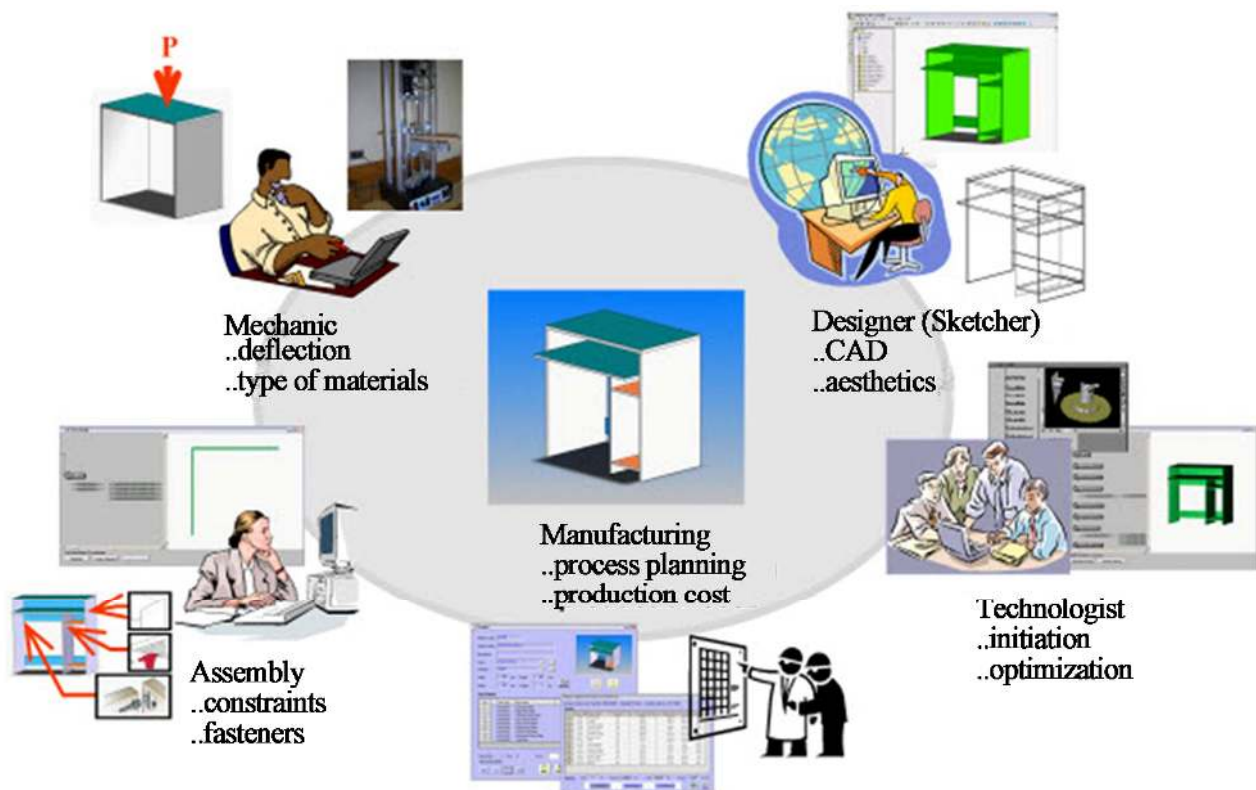 P
Mechanic
..deflection
..type of materials
Designer (Sketcher)
..CAD
..aesthetics
Manufacturing
..process planning
..production cost
Technologist
..initiation
..optimization
Assembly
..constraints
..fasteners